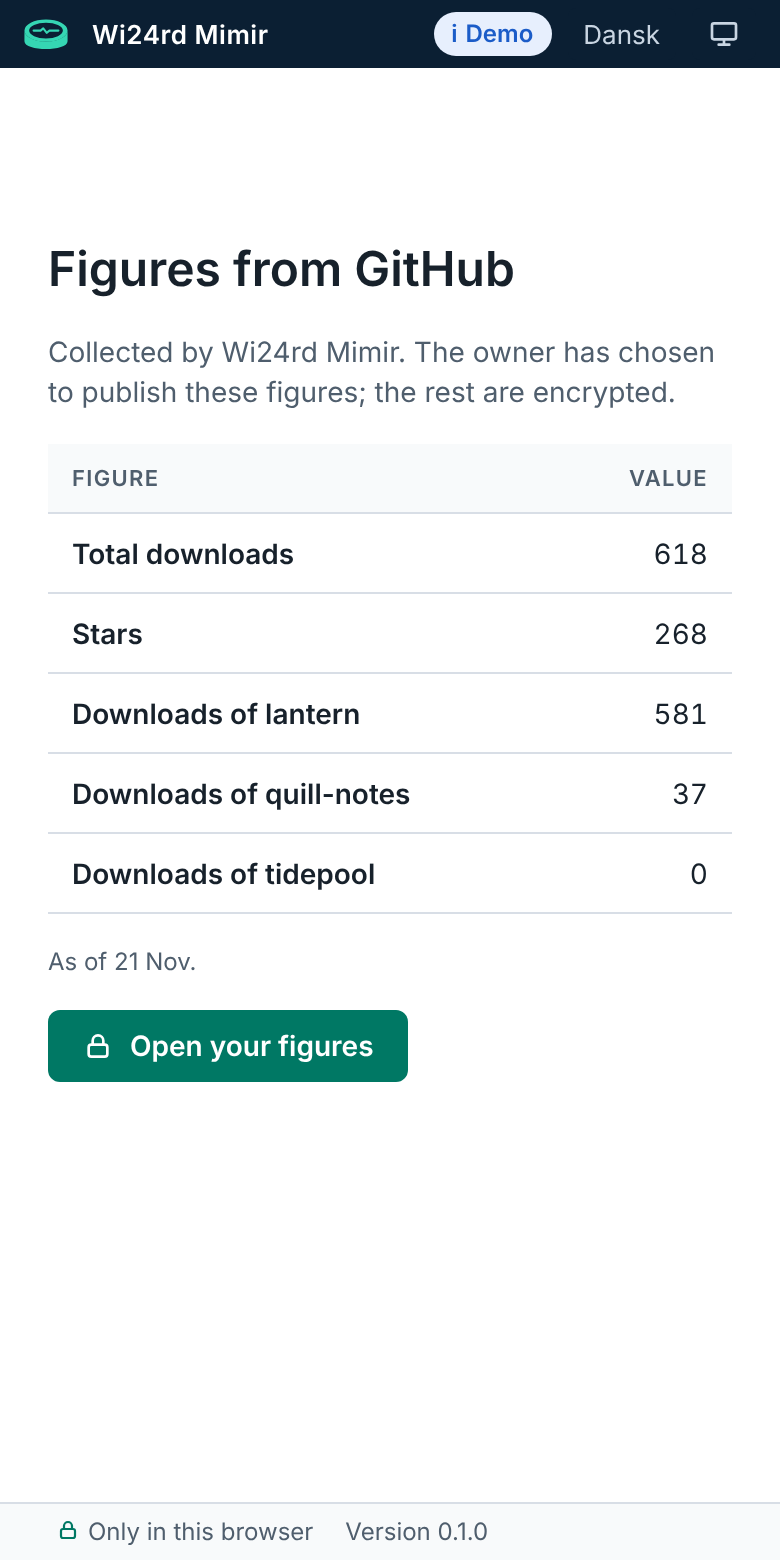 Wi24rd Mimir
i Demo
Dansk
Figures from GitHub
Collected by Wi24rd Mimir. The owner has chosen
to publish these figures; the rest are encrypted.
FIGURE VALUE
Total downloads 618
Stars 268
Downloads of lantern 581
Downloads of quill-notes 37
Downloads of tidepool 0
As of 21 Nov.
Open your figures
Only in this browser Version 0.1.0